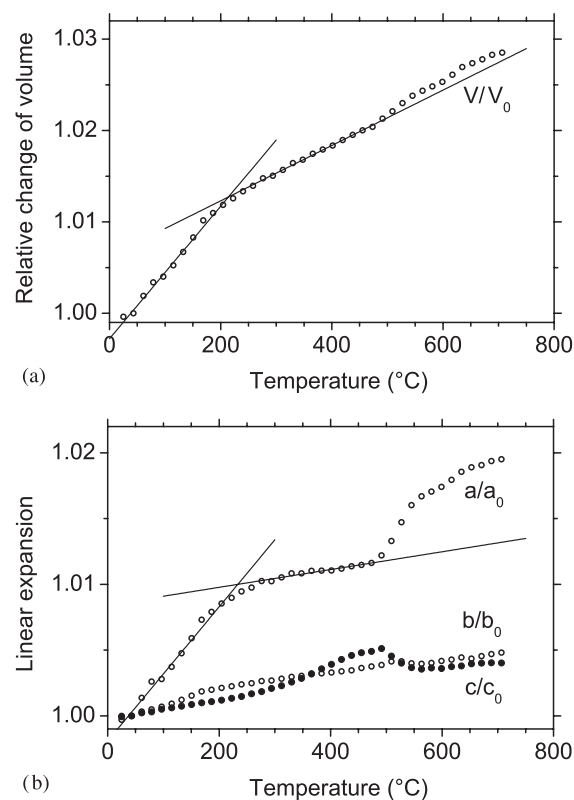 1.03
1.02
1.01
1.00
Relative change of volume
V/V0
0 200 400 600 800
Temperature (°C)
(a)
1.02
1.01
1.00
Linear expansion
a/a0
b/b0
c/c0
0 200 400 600 800
Temperature (°C)
(b)